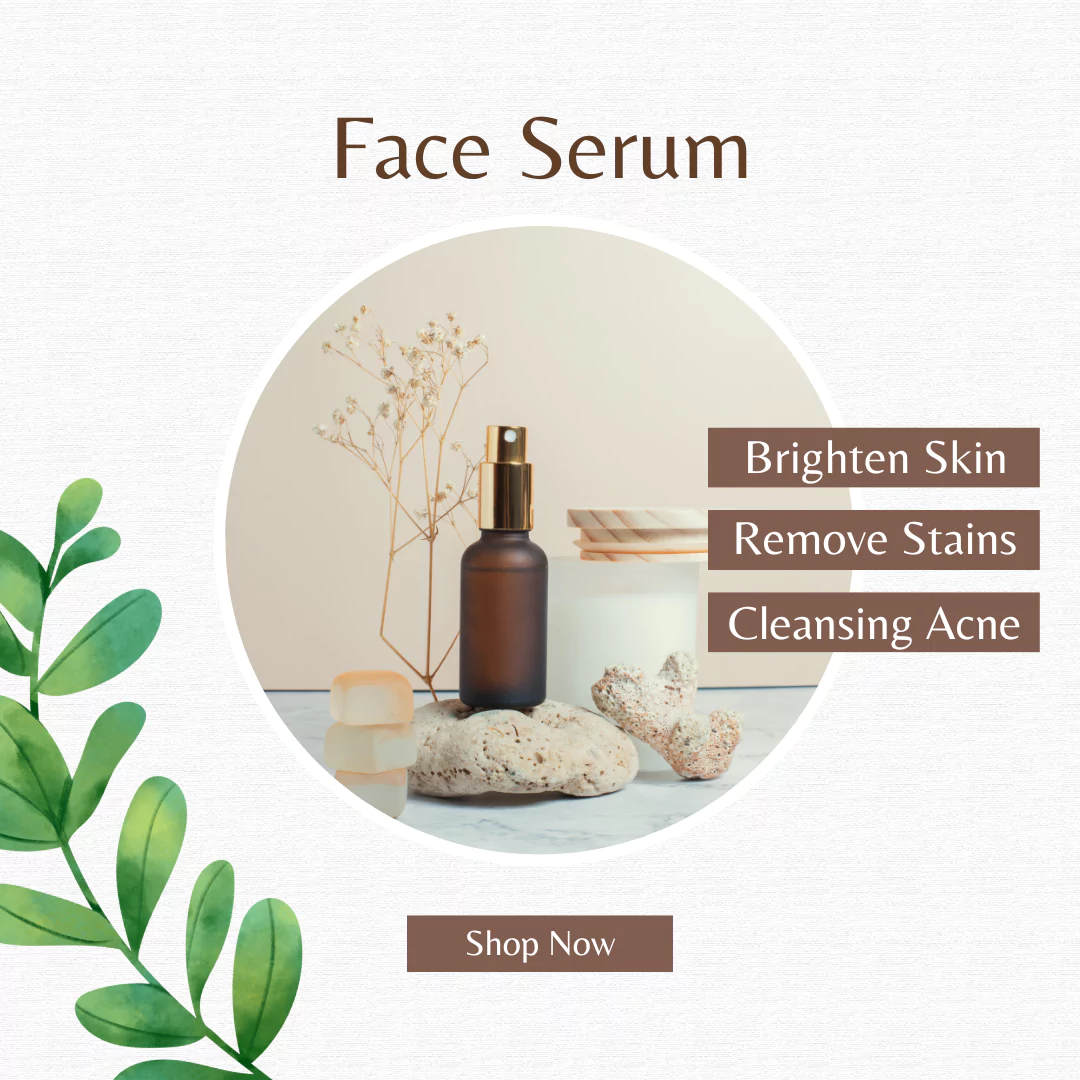 Face Serum
Brighten Skin
Remove Stains
Cleansing Acne
Shop Now